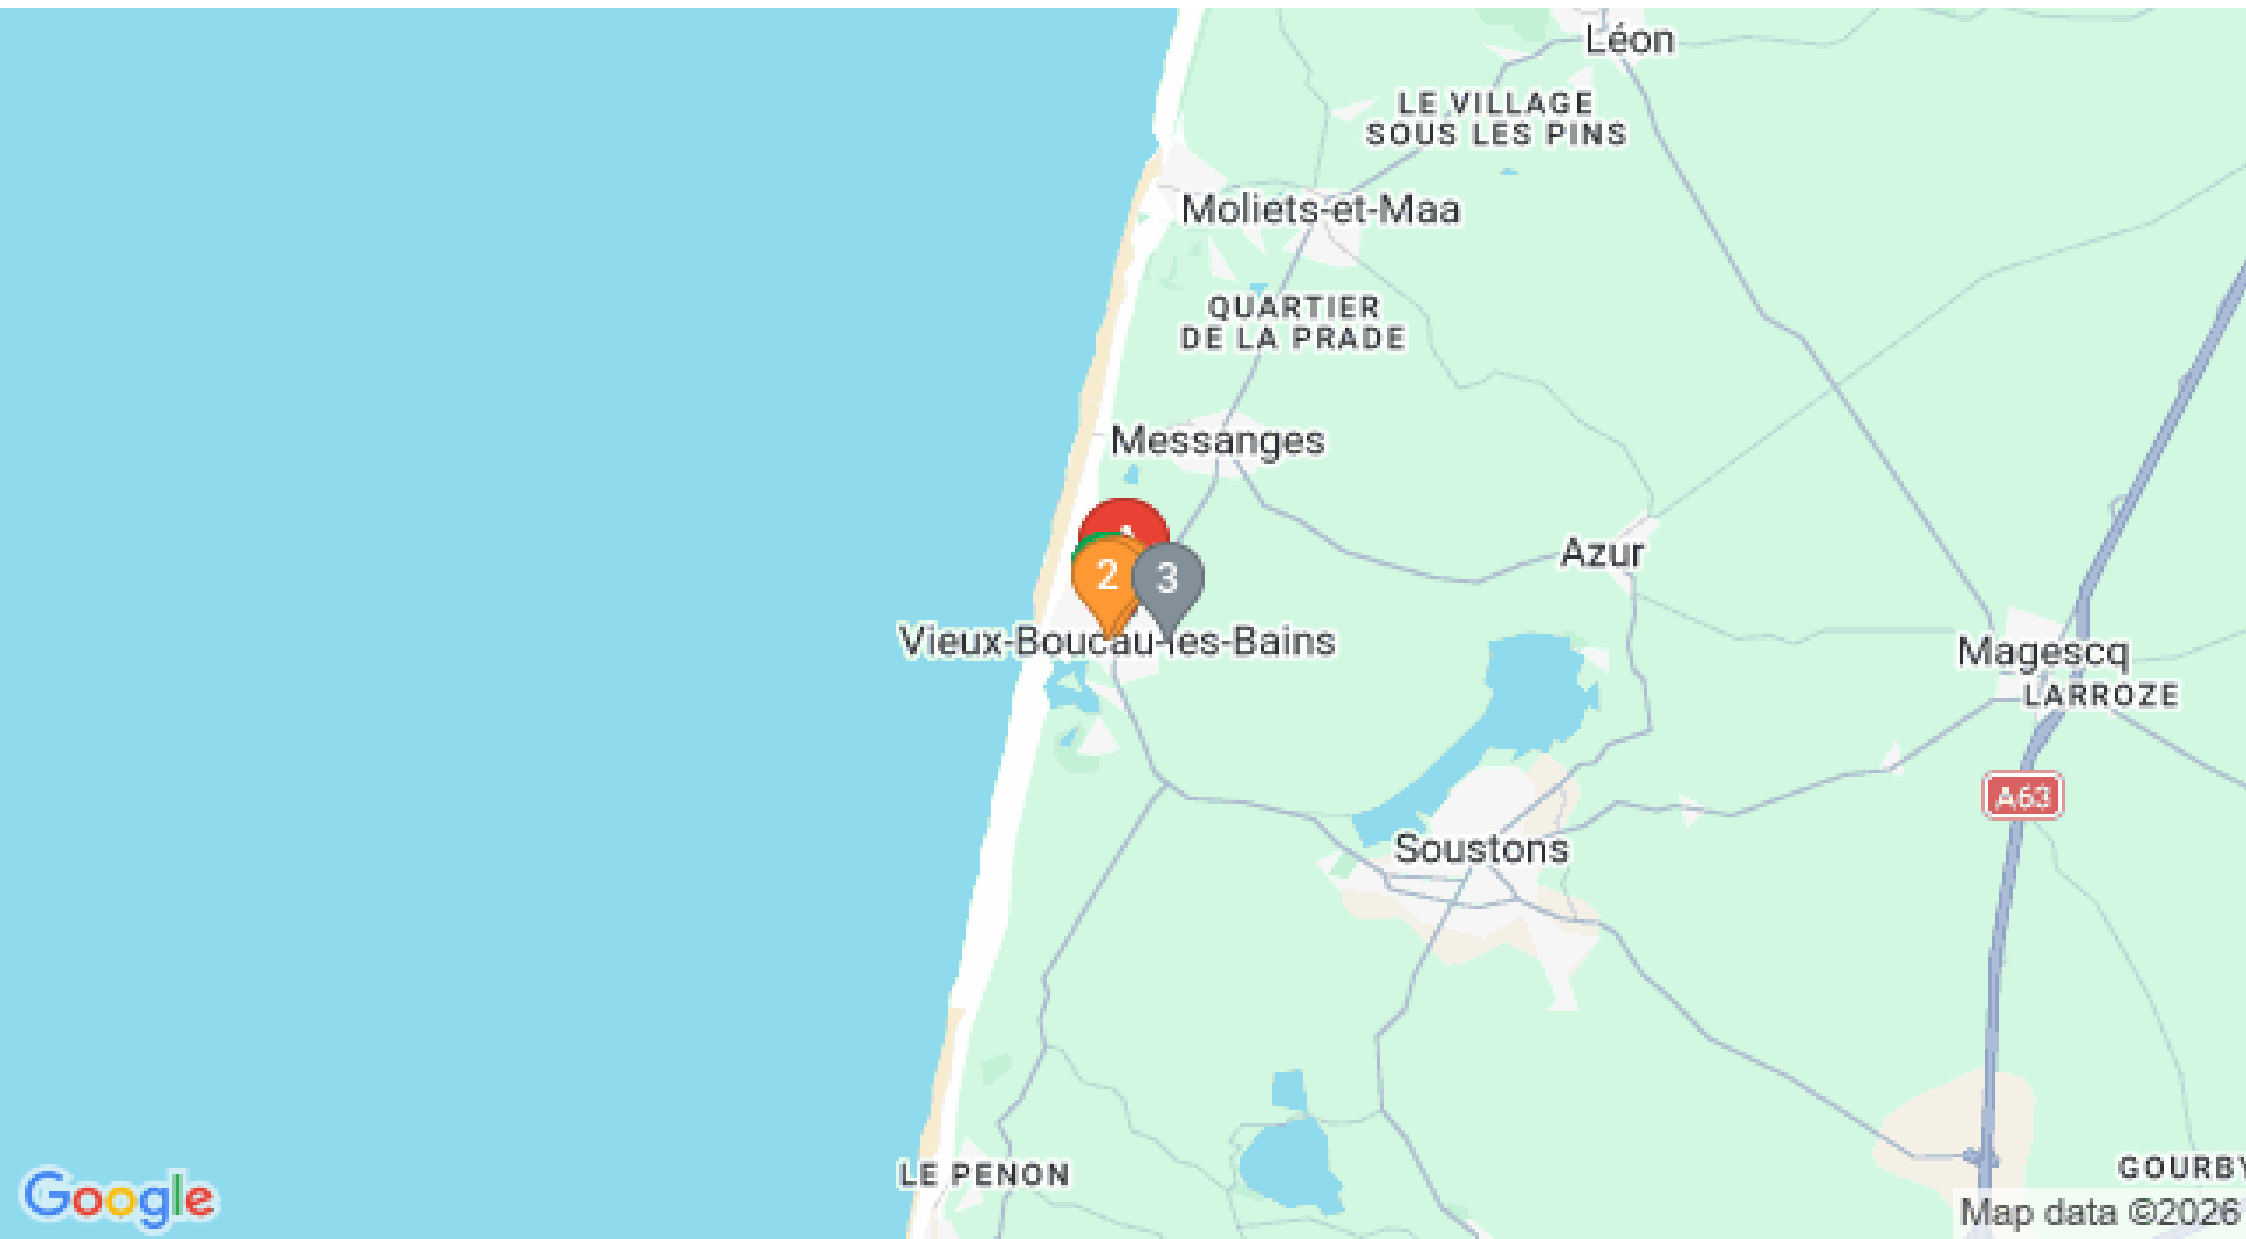 Léon
LE VILLAGE
SOUS LES PINS
Moliets-et-Maa
QUARTIER
DE LA PRADE
Messanges
2
3
Azur
Vieux-Boucau-les-Bains
Magescq
LARROZE
A63
Soustons
LE PENON
GOURBY
Google
Map data ©2026